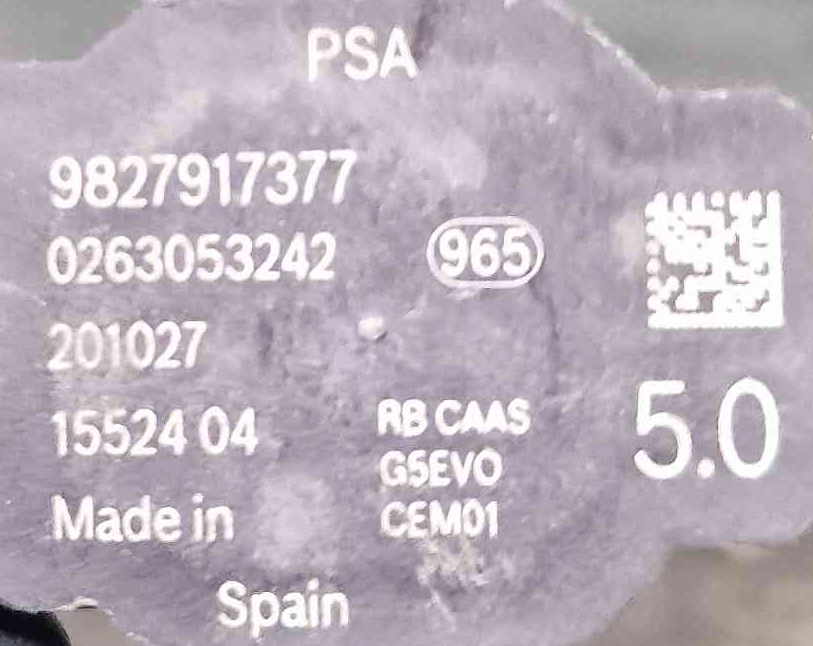 PSA
9827917377
0263053242
965
201027
15524 04
RB CAAS
G5EVO
CEM01
5.0
Made in
Spain